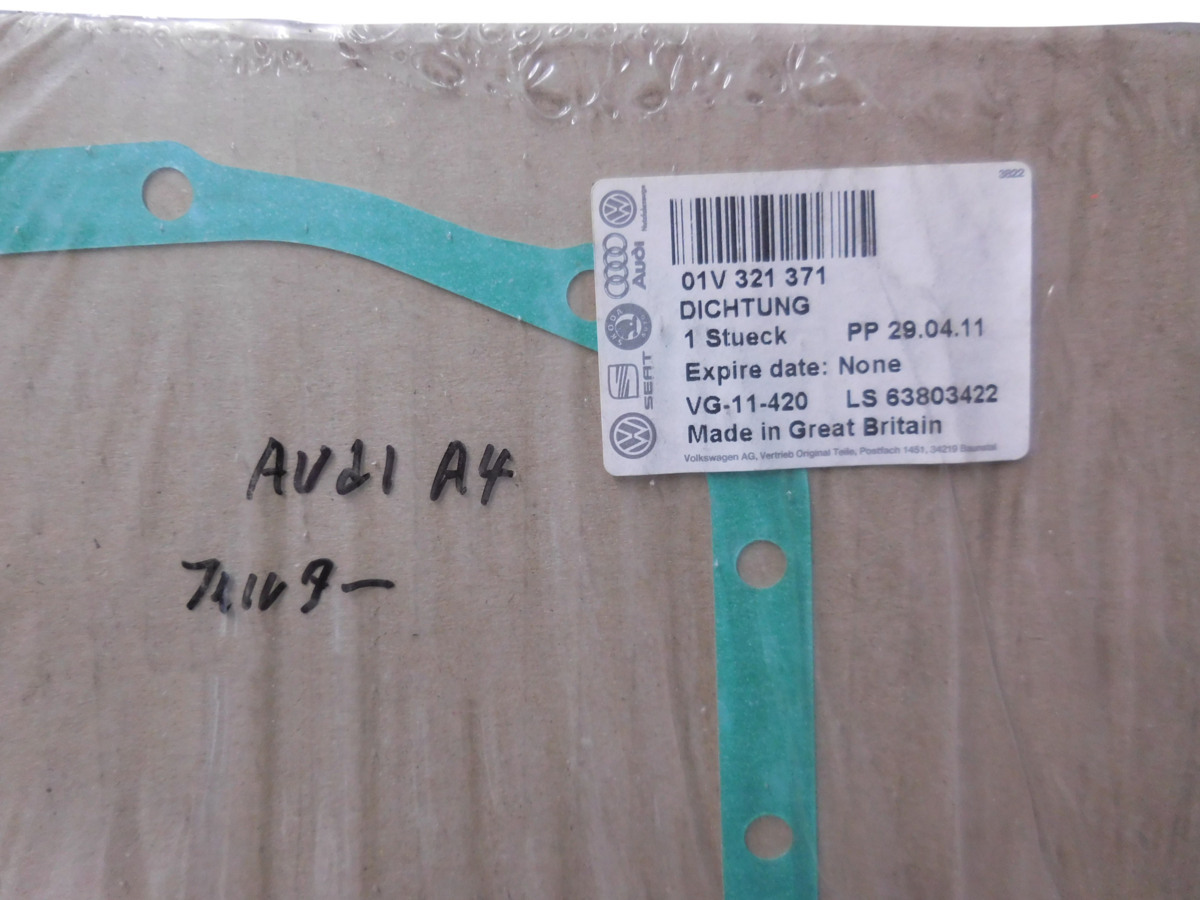 3822
Nutzfahrzeuge
AUDI
SKODA
SEAT
01V 321 371
DICHTUNG
1 Stueck PP 29.04.11
Expire date: None
VG-11-420 LS 63803422
Made in Great Britain
Volkswagen AG, Vertrieb Original Teile, Postfach 1451, 34219 Baunatal
AUdI A4
フィルター